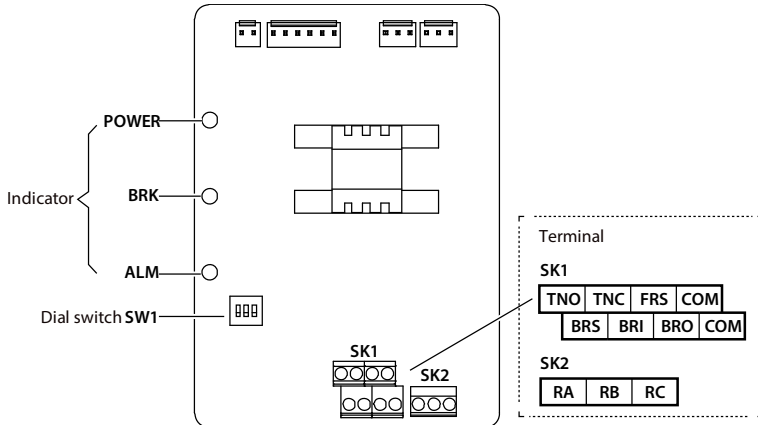 POWER
BRK
Indicator
ALM
Dial switch SW1
SK1
SK2
Terminal
SK1
TNO TNC FRS COM
BRS BRI BRO COM
SK2
RA RB RC